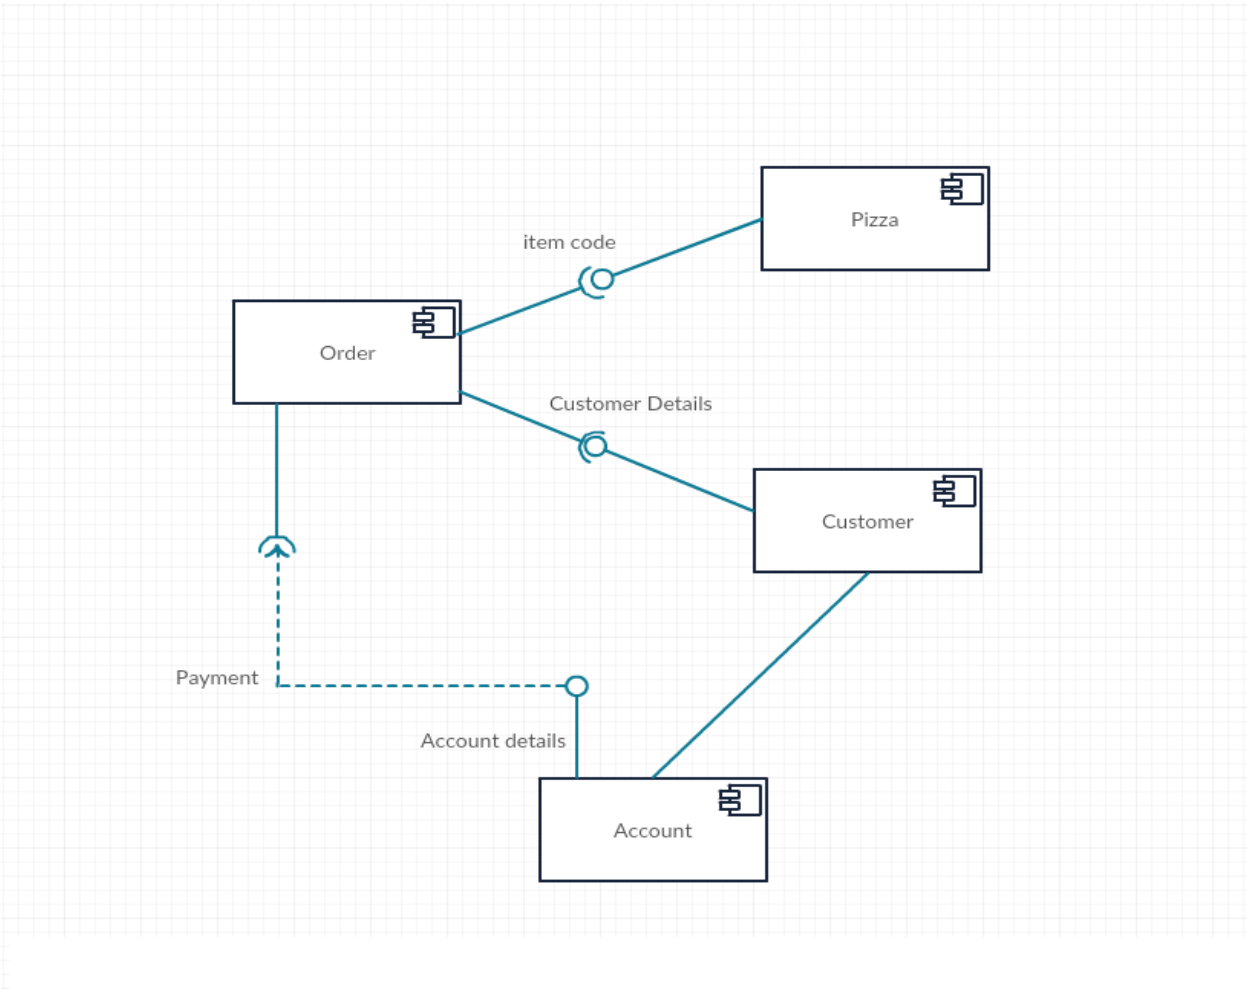 Pizza
item code
Order
Customer Details
Customer
Payment
Account details
Account